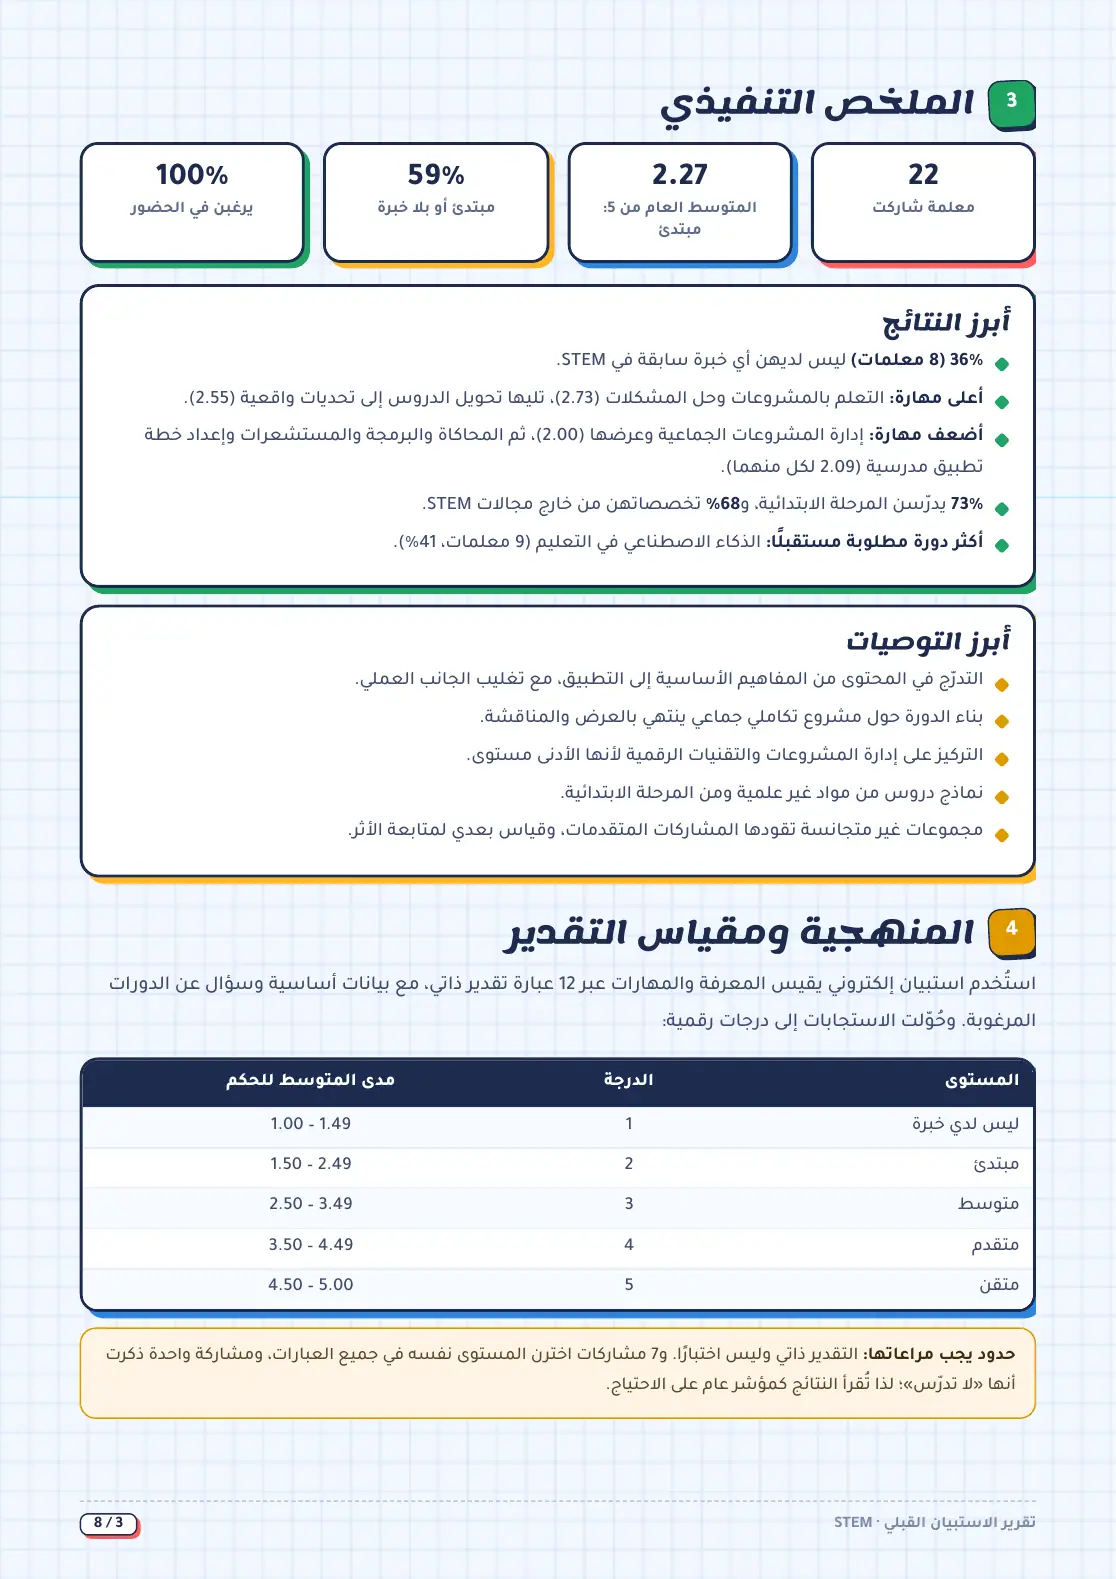 3
الملخص التنفيذي
22
معلمة شاركت
2.27
المتوسط العام من 5:
مبتدئ
59%
مبتدئ أو بلا خبرة
100%
يرغبن في الحضور
أبرز النتائج
36% (8 معلمات) ليس لديهن أي خبرة سابقة في STEM.
أعلى مهارة: التعلم بالمشروعات وحل المشكلات (2.73)، تليها تحويل الدروس إلى تحديات واقعية (2.55).
أضعف مهارة: إدارة المشروعات الجماعية وعرضها (2.00)، ثم المحاكاة والبرمجة والمستشعرات وإعداد خطة
تطبيق مدرسية (2.09 لكل منهما).
73% يدرّسن المرحلة الابتدائية، و68% تخصصاتهن من خارج مجالات STEM.
أكثر دورة مطلوبة مستقبلًا: الذكاء الاصطناعي في التعليم (9 معلمات، 41%).
أبرز التوصيات
التدرّج في المحتوى من المفاهيم الأساسية إلى التطبيق، مع تغليب الجانب العملي.
بناء الدورة حول مشروع تكاملي جماعي ينتهي بالعرض والمناقشة.
التركيز على إدارة المشروعات والتقنيات الرقمية لأنها الأدنى مستوى.
نماذج دروس من مواد غير علمية ومن المرحلة الابتدائية.
مجموعات غير متجانسة تقودها المشاركات المتقدمات، وقياس بعدي لمتابعة الأثر.
4
المنهجية ومقياس التقدير
استُخدم استبيان إلكتروني يقيس المعرفة والمهارات عبر 12 عبارة تقدير ذاتي، مع بيانات أساسية وسؤال عن الدورات
المرغوبة. وحُوّلت الاستجابات إلى درجات رقمية:
المستوى الدرجة مدى المتوسط للحكم
ليس لدي خبرة 1 1.00 - 1.49
مبتدئ 2 1.50 - 2.49
متوسط 3 2.50 - 3.49
متقدم 4 3.50 - 4.49
متقن 5 4.50 - 5.00
حدود يجب مراعاتها: التقدير ذاتي وليس اختبارًا. و7 مشاركات اخترن المستوى نفسه في جميع العبارات، ومشاركة واحدة ذكرت
أنها «لا تدرّس»؛ لذا تُقرأ النتائج كمؤشر عام على الاحتياج.
تقرير الاستبيان القبلي · STEM
8 / 3